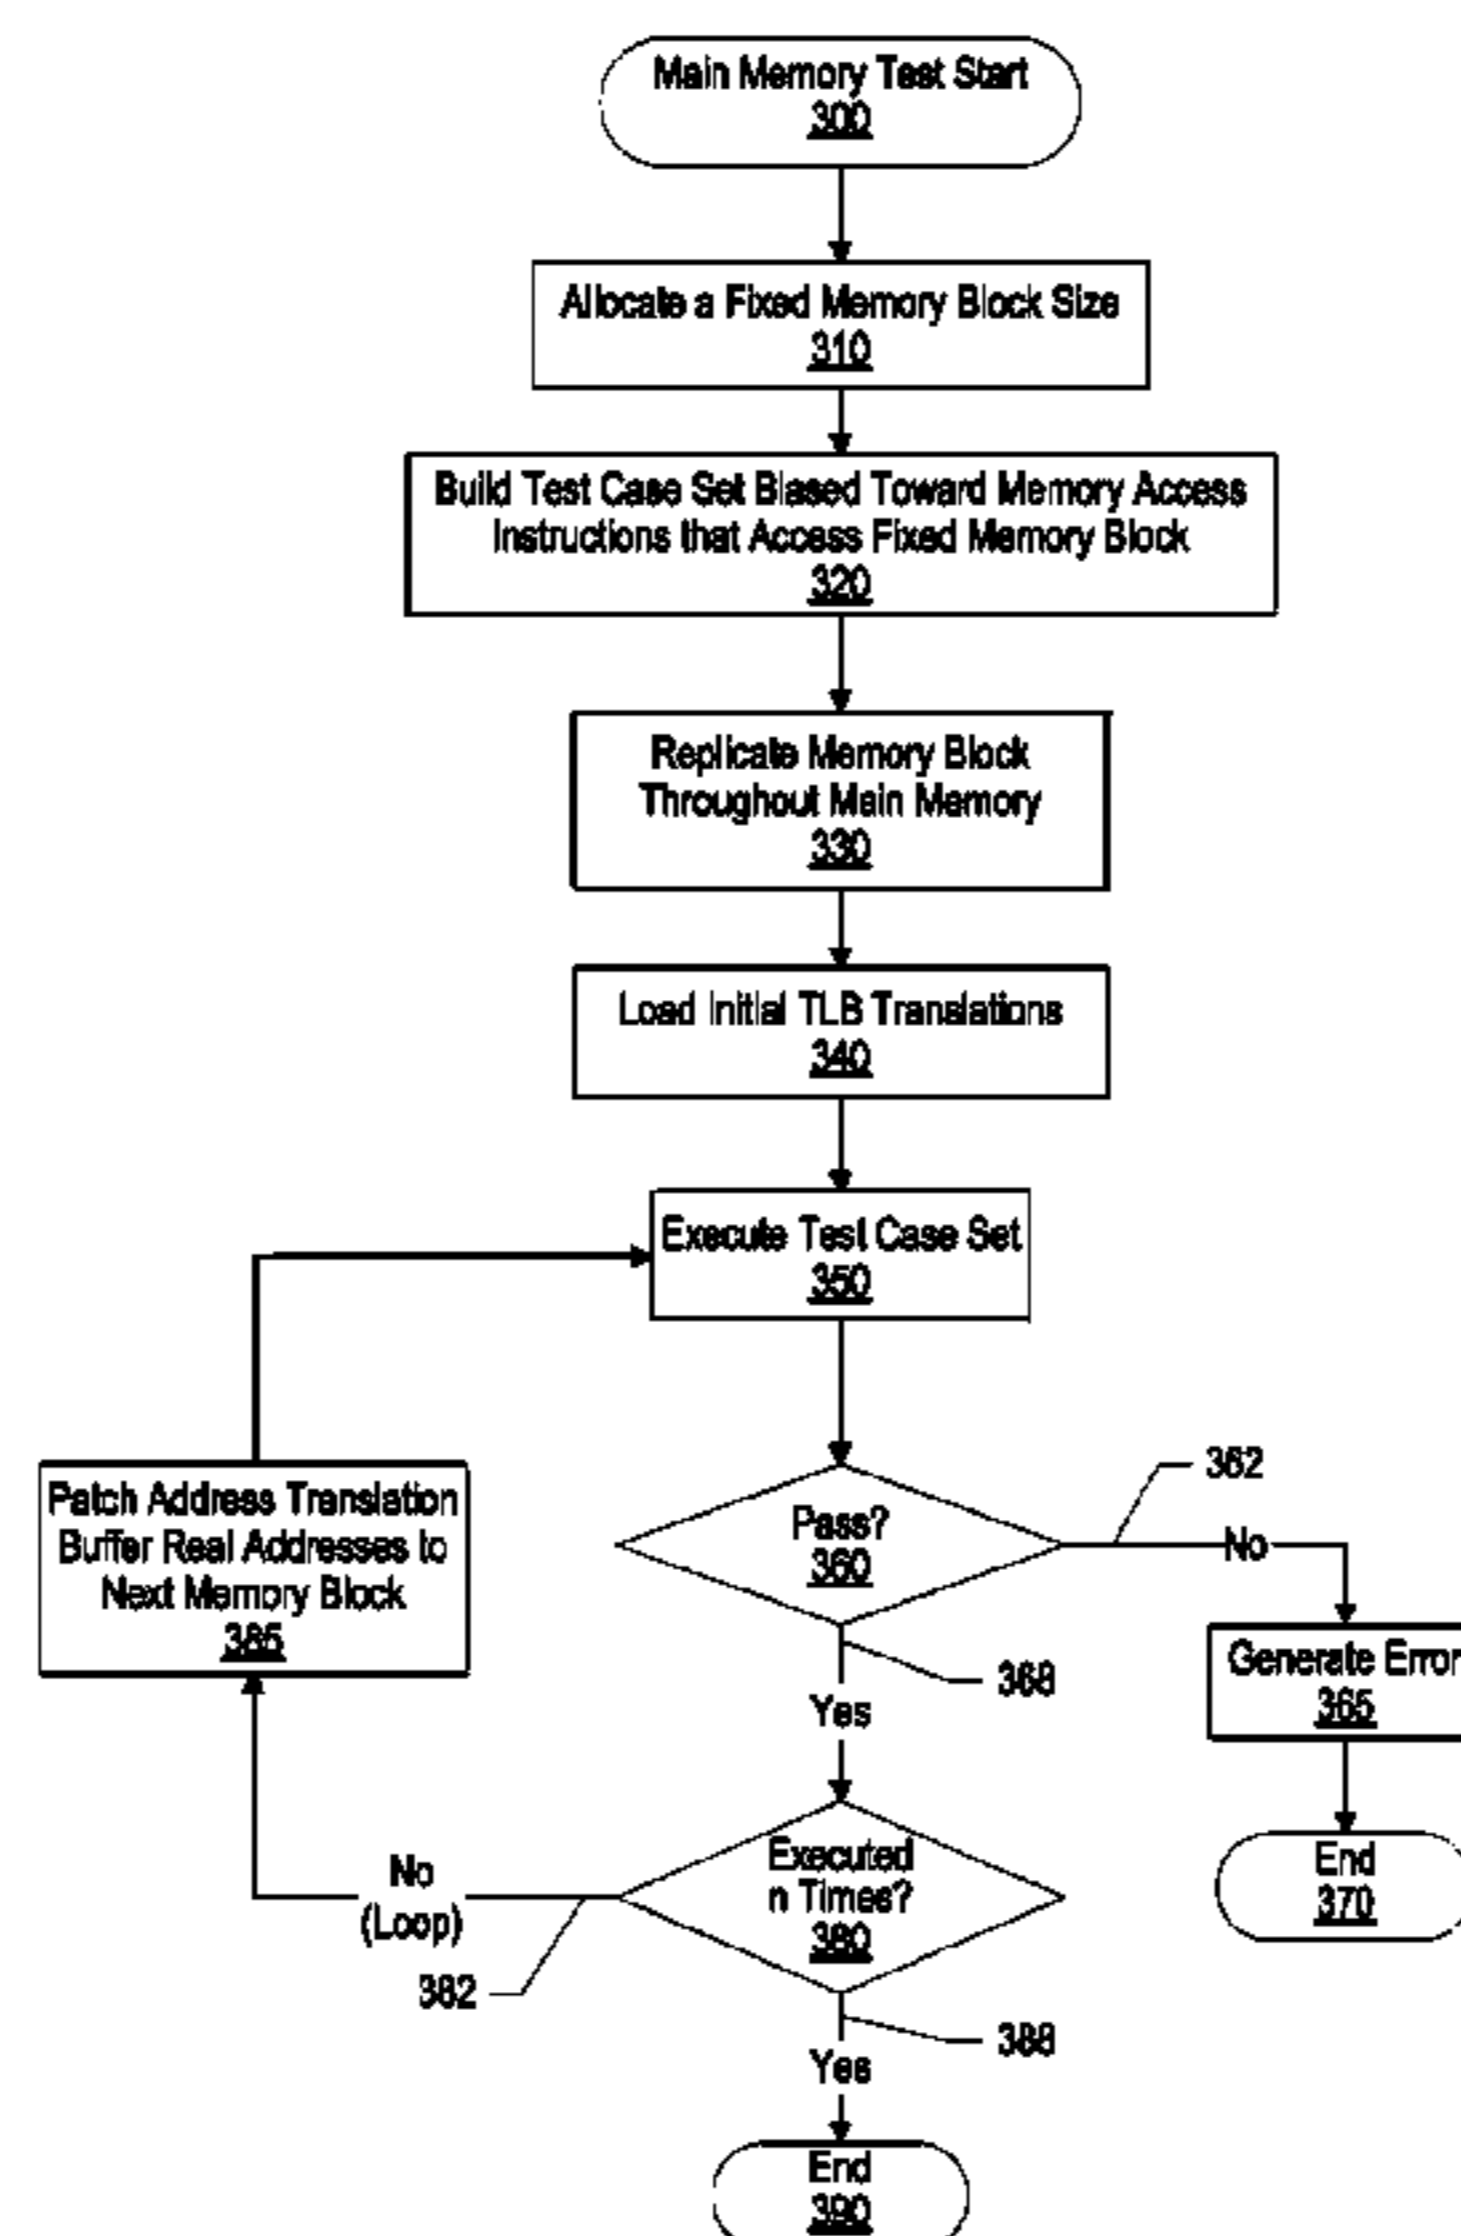 Main Memory Test Start
300
Allocate a Fixed Memory Block Size
310
Build Test Case Set Biased Toward Memory Access
Instructions that Access Fixed Memory Block
320
Replicate Memory Block
Throughout Main Memory
330
Load Initial TLB Translations
340
Execute Test Case Set
350
Patch Address Translation
Buffer Real Addresses to
Next Memory Block
385
Pass?
360
362
No
Generate Error
365
368
Yes
End
370
Executed
n Times?
380
No
(Loop)
382
388
Yes
End
390